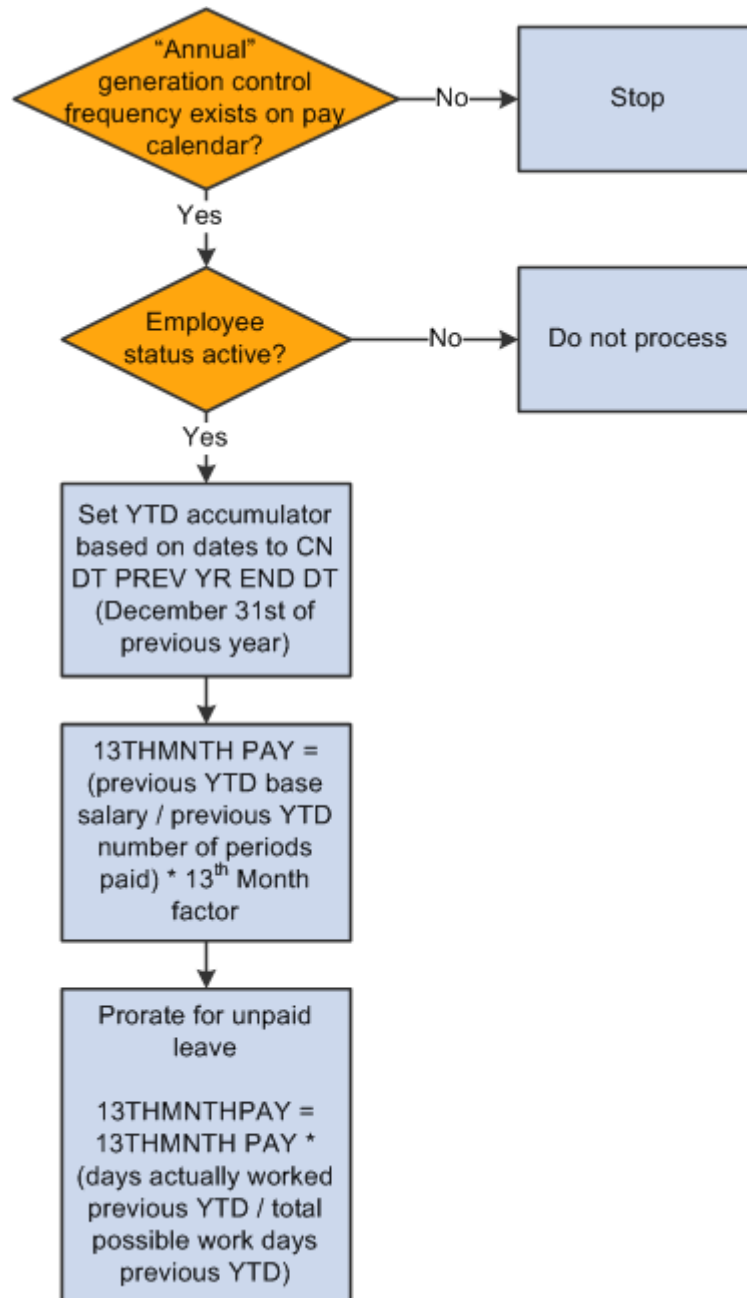 “Annual”
generation control
frequency exists on pay
calendar?
No
Stop
Yes
Employee
status active?
No
Do not process
Yes
Set YTD accumulator
based on dates to CN
DT PREV YR END DT
(December 31st of
previous year)
13THMNTH PAY =
(previous YTD base
salary / previous YTD
number of periods
paid) * 13th Month
factor
Prorate for unpaid
leave
13THMNTHPAY =
13THMNTH PAY *
(days actually worked
previous YTD / total
possible work days
previous YTD)